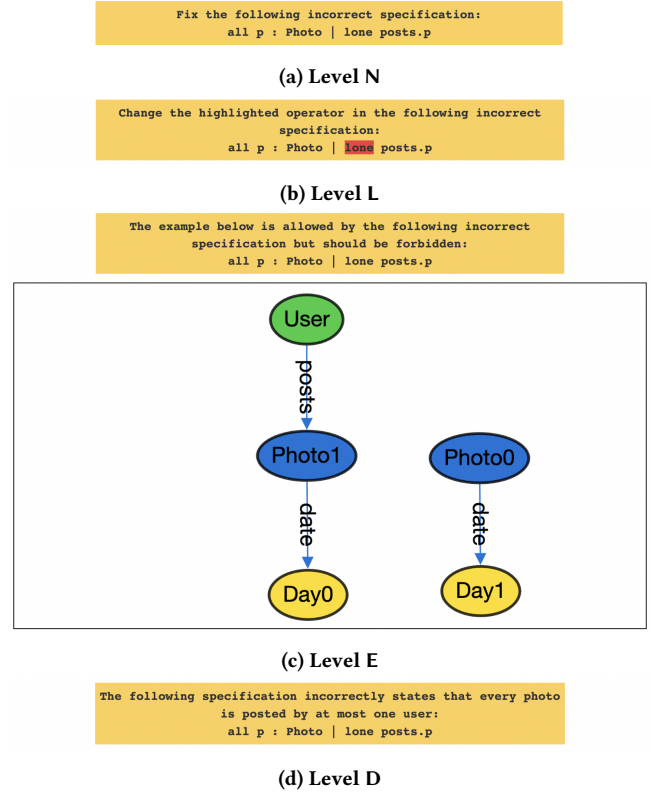 Fix the following incorrect specification:
all p : Photo | lone posts.p
(a) Level N
Change the highlighted operator in the following incorrect
specification:
all p : Photo | lone posts.p
(b) Level L
The example below is allowed by the following incorrect
specification but should be forbidden:
all p : Photo | lone posts.p
User
posts
Photo1
Photo0
date
date
Day0
Day1
(c) Level E
The following specification incorrectly states that every photo
is posted by at most one user:
all p : Photo | lone posts.p
(d) Level D